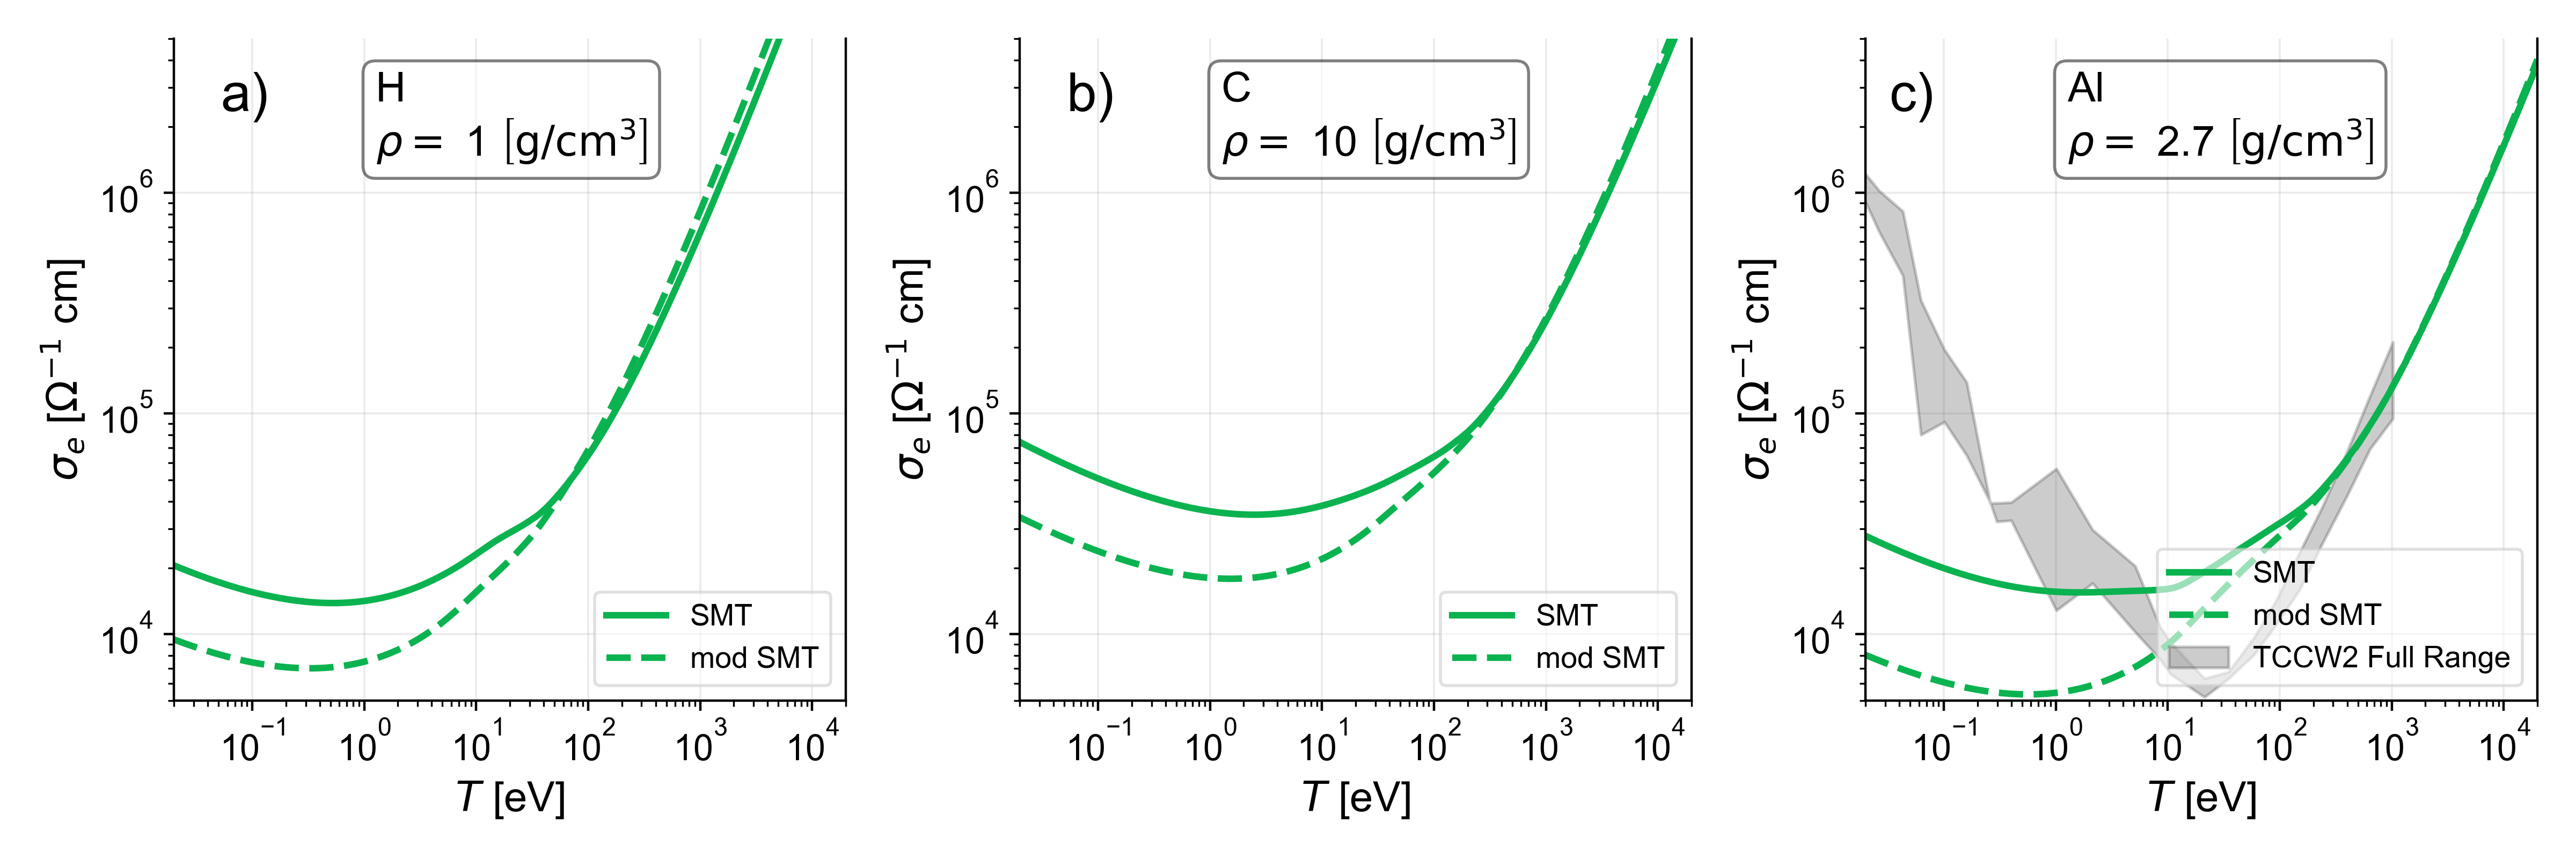 a)
H
ρ = 1 [g/cm³]
σₑ [Ω⁻¹ cm]
10⁶
10⁵
10⁴
10⁻¹ 10⁰ 10¹ 10² 10³ 10⁴
T [eV]
SMT
mod SMT
b)
C
ρ = 10 [g/cm³]
σₑ [Ω⁻¹ cm]
10⁶
10⁵
10⁴
10⁻¹ 10⁰ 10¹ 10² 10³ 10⁴
T [eV]
SMT
mod SMT
c)
Al
ρ = 2.7 [g/cm³]
σₑ [Ω⁻¹ cm]
10⁶
10⁵
10⁴
10⁻¹ 10⁰ 10¹ 10² 10³ 10⁴
T [eV]
SMT
mod SMT
TCCW2 Full Range